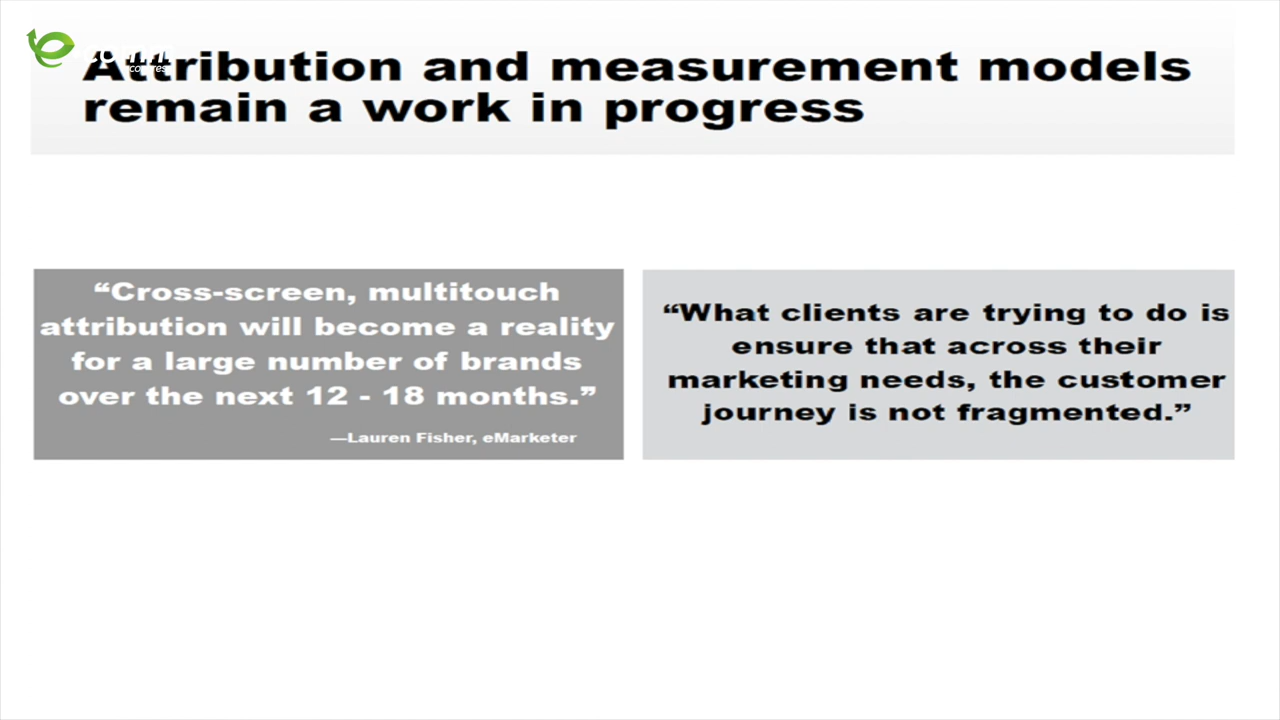 Attribution and measurement models
remain a work in progress
“Cross-screen, multitouch
attribution will become a reality
for a large number of brands
over the next 12 - 18 months.”
—Lauren Fisher, eMarketer
“What clients are trying to do is
ensure that across their
marketing needs, the customer
journey is not fragmented.”